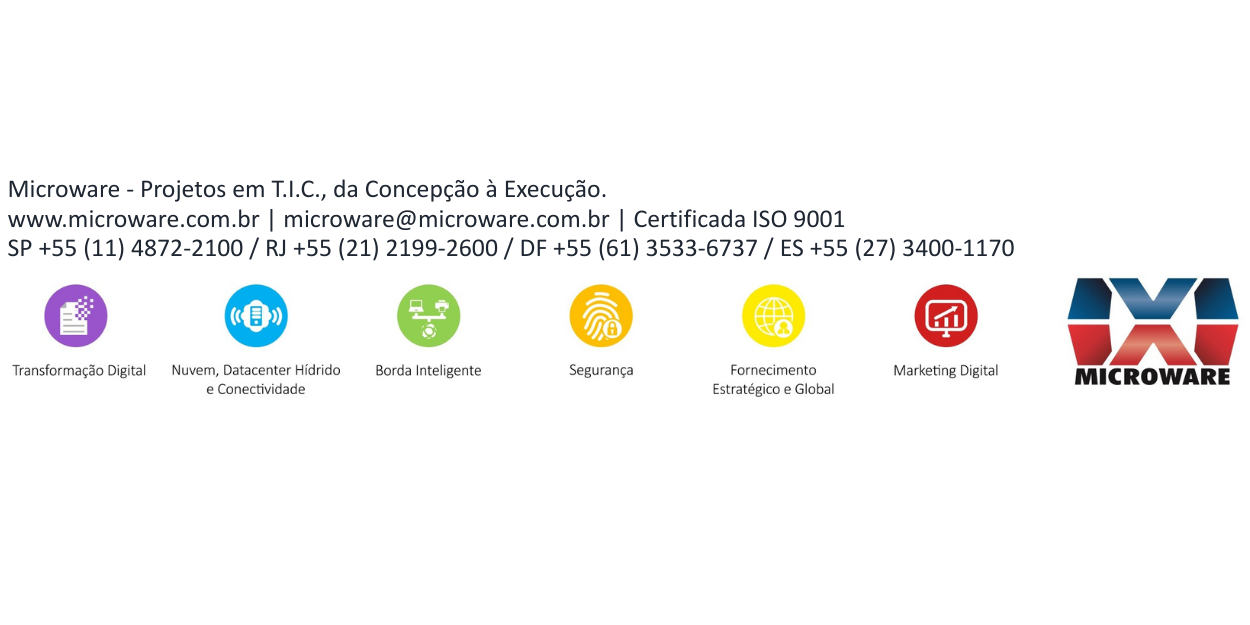 Microware - Projetos em T.I.C., da Concepção à Execução.
www.microware.com.br | microware@microware.com.br | Certificada ISO 9001
SP +55 (11) 4872-2100 / RJ +55 (21) 2199-2600 / DF +55 (61) 3533-6737 / ES +55 (27) 3400-1170
Transformação Digital
Nuvem, Datacenter Hídrido
e Conectividade
Borda Inteligente
Segurança
Fornecimento
Estratégico e Global
Marketing Digital
MICROWARE